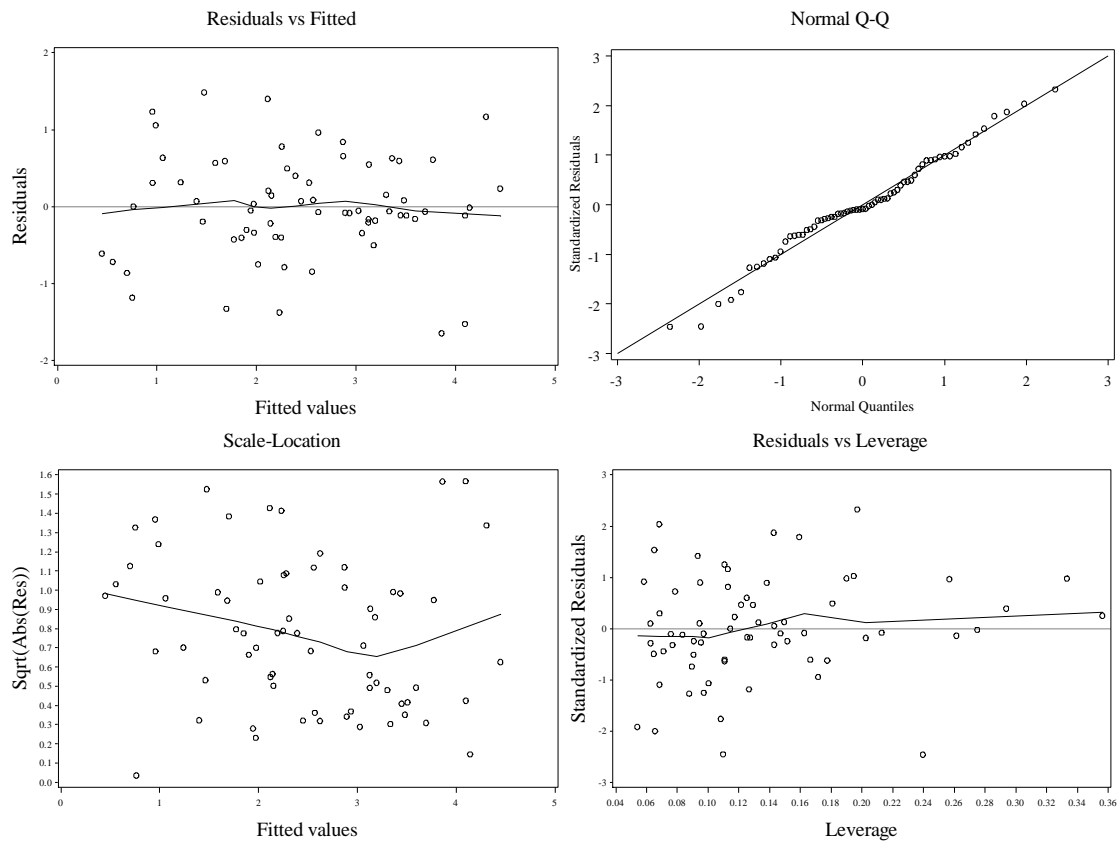 Residuals vs Fitted
2
1
0
-1
-2
Residuals
0 1 2 3 4 5
Fitted values
Normal Q-Q
3
2
1
0
-1
-2
-3
Standardized Residuals
-3 -2 -1 0 1 2 3
Normal Quantiles
Scale-Location
1.6
1.5
1.4
1.3
1.2
1.1
1.0
0.9
0.8
0.7
0.6
0.5
0.4
0.3
0.2
0.1
0.0
Sqrt(Abs(Res))
0 1 2 3 4 5
Fitted values
Residuals vs Leverage
3
2
1
0
-1
-2
-3
Standardized Residuals
0.04 0.06 0.08 0.10 0.12 0.14 0.16 0.18 0.20 0.22 0.24 0.26 0.28 0.30 0.32 0.34 0.36
Leverage